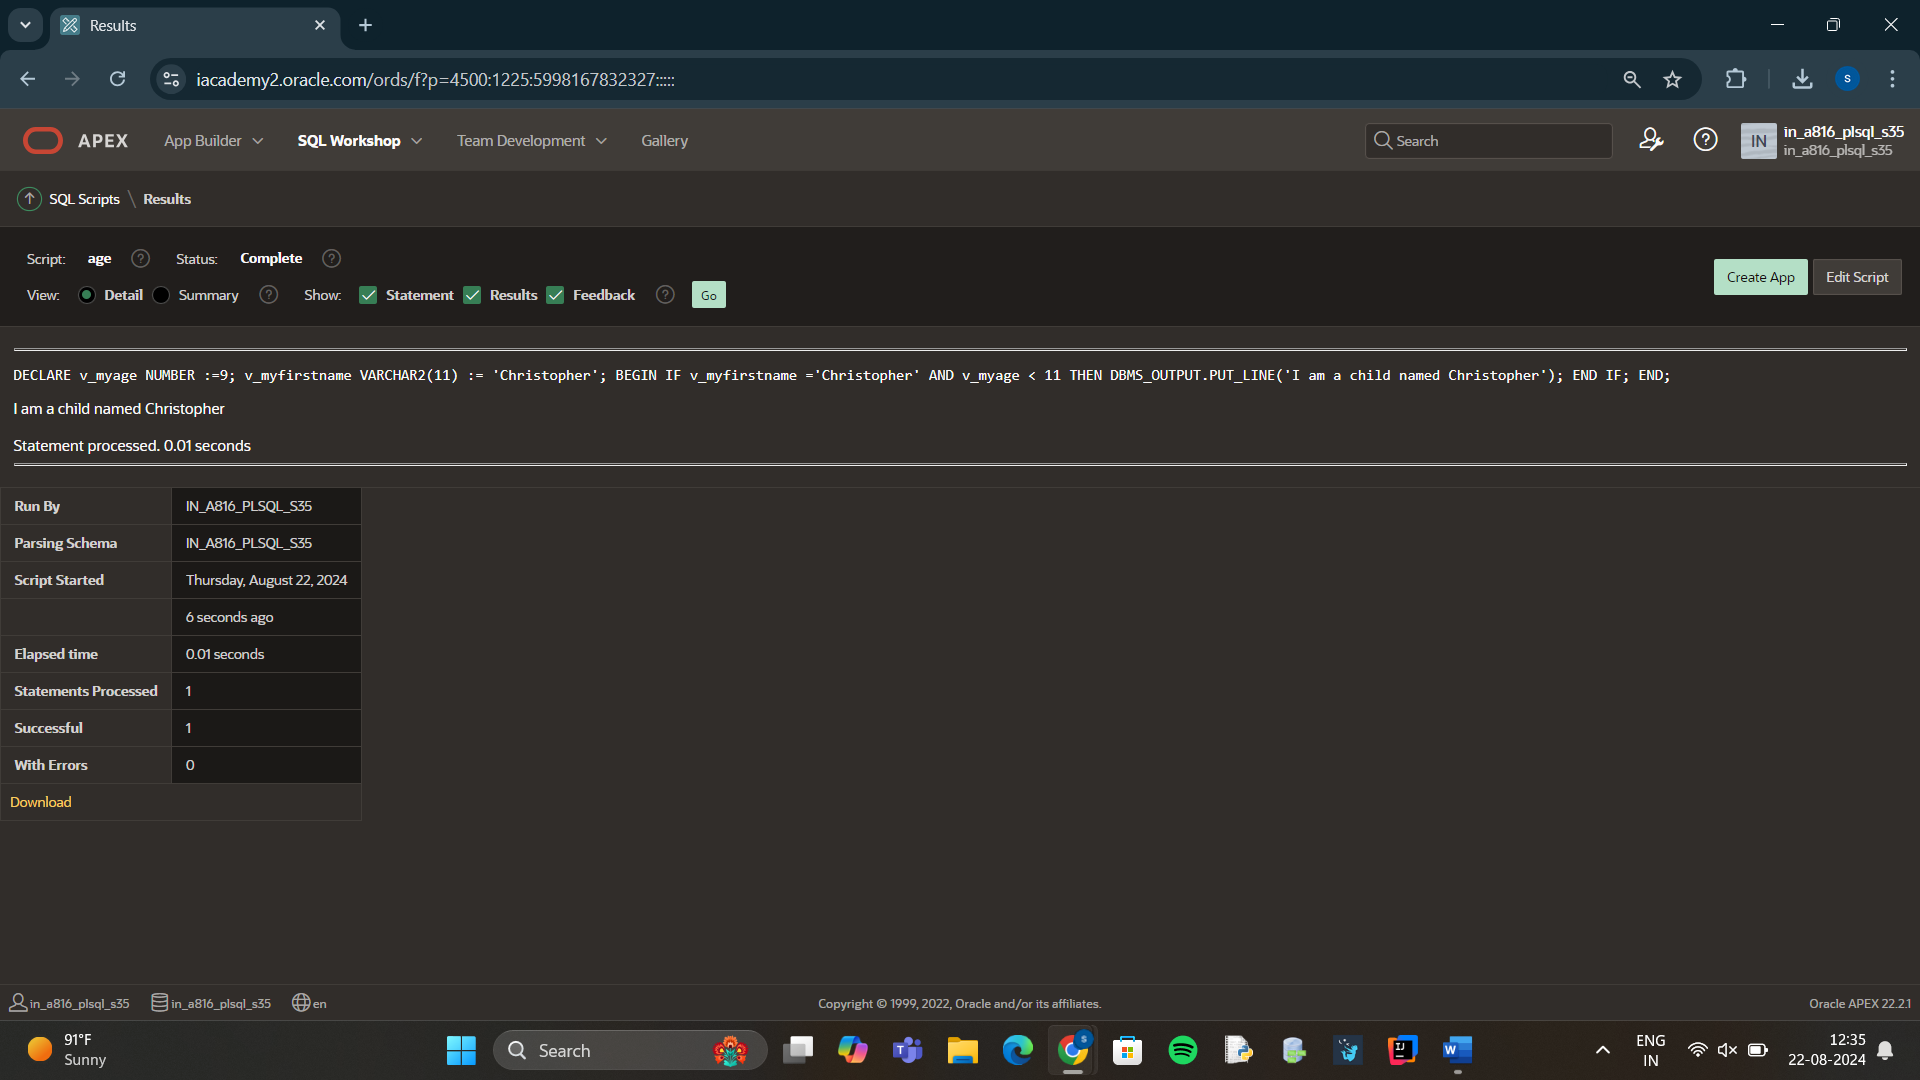 Results
iacademy2.oracle.com/ords/f?p=4500:1225:5998167832327:::::
S
APEX App Builder SQL Workshop Team Development Gallery Search IN in_a816_plsql_s35
in_a816_plsql_s35
SQL Scripts \ Results
Script: age Status: Complete
View: Detail Summary Show: Statement Results Feedback Go
Create App Edit Script
DECLARE v_myage NUMBER :=9; v_myfirstname VARCHAR2(11) := 'Christopher'; BEGIN IF v_myfirstname ='Christopher' AND v_myage < 11 THEN DBMS_OUTPUT.PUT_LINE('I am a child named Christopher'); END IF; END;
I am a child named Christopher
Statement processed. 0.01 seconds
Run By IN_A816_PLSQL_S35
Parsing Schema IN_A816_PLSQL_S35
Script Started Thursday, August 22, 2024
6 seconds ago
Elapsed time 0.01 seconds
Statements Processed 1
Successful 1
With Errors 0
Download
in_a816_plsql_s35 in_a816_plsql_s35 en Copyright © 1999, 2022, Oracle and/or its affiliates. Oracle APEX 22.2.1
91°F
Sunny
Search
ENG
IN
12:35
22-08-2024